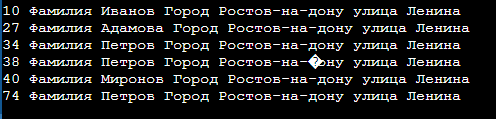 10 Фамилия Иванов Город Ростов-на-дону улица Ленина
27 Фамилия Адамова Город Ростов-на-дону улица Ленина
34 Фамилия Петров Город Ростов-на-дону улица Ленина
38 Фамилия Петров Город Ростов-на-�ону улица Ленина
40 Фамилия Миронов Город Ростов-на-дону улица Ленина
74 Фамилия Петров Город Ростов-на-дону улица Ленина